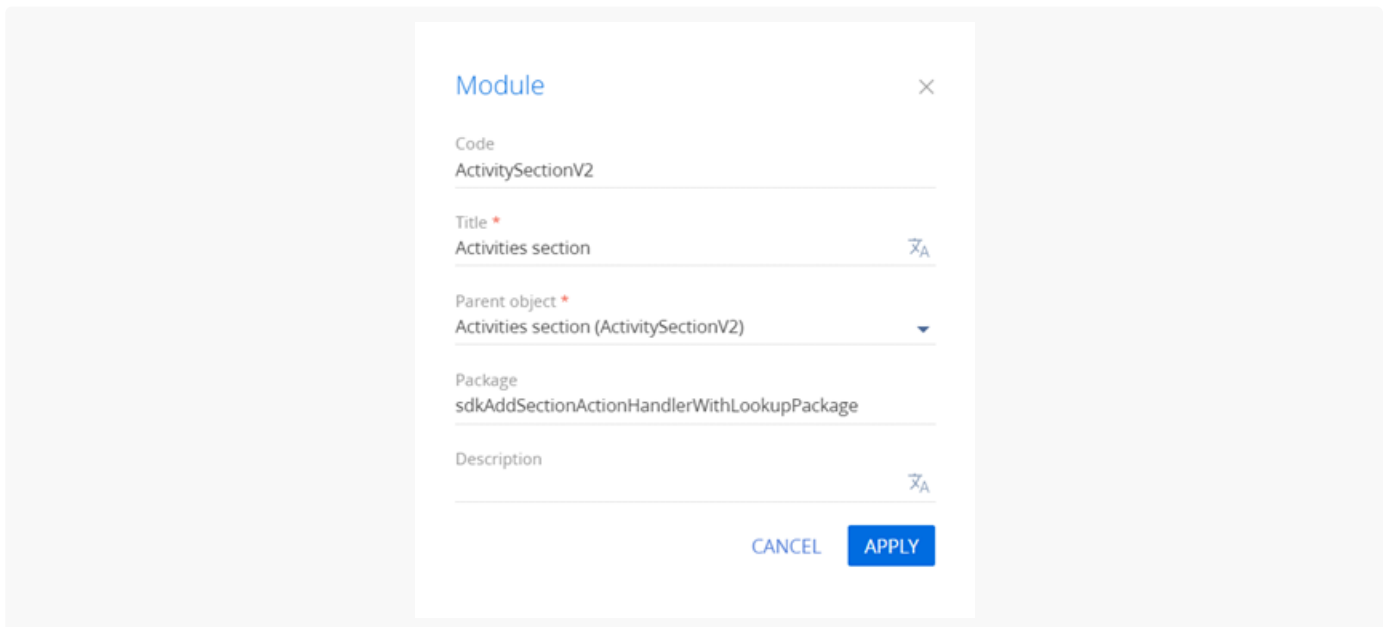 Module
Code
ActivitySectionV2
Title *
Activities section
Parent object *
Activities section (ActivitySectionV2)
Package
sdkAddSectionActionHandlerWithLookupPackage
Description
CANCEL APPLY